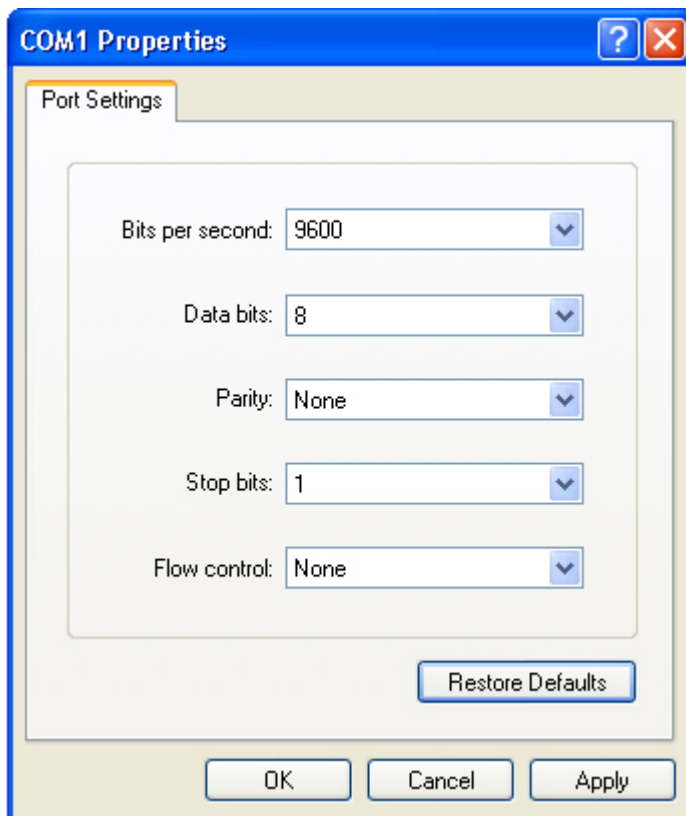 COM1 Properties ?
Port Settings
Bits per second: 9600
Data bits: 8
Parity: None
Stop bits: 1
Flow control: None
Restore Defaults
OK Cancel Apply